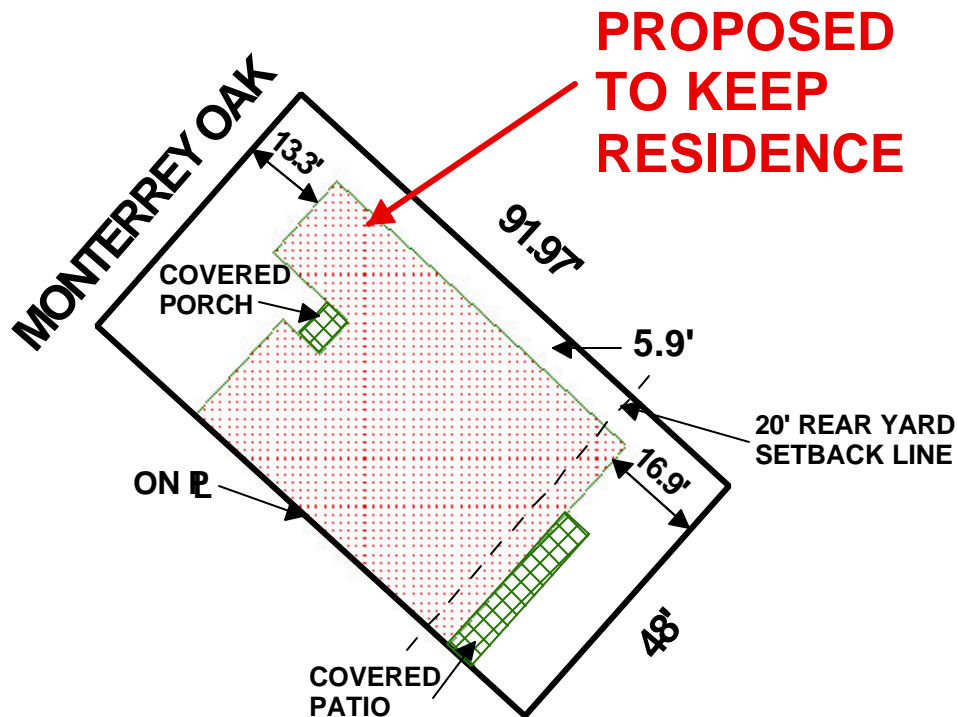 PROPOSED
TO KEEP
RESIDENCE
MONTERREY OAK
13.3'
91.97'
COVERED
PORCH
5.9'
20' REAR YARD
SETBACK LINE
16.9'
ON ℄
48'
COVERED
PATIO